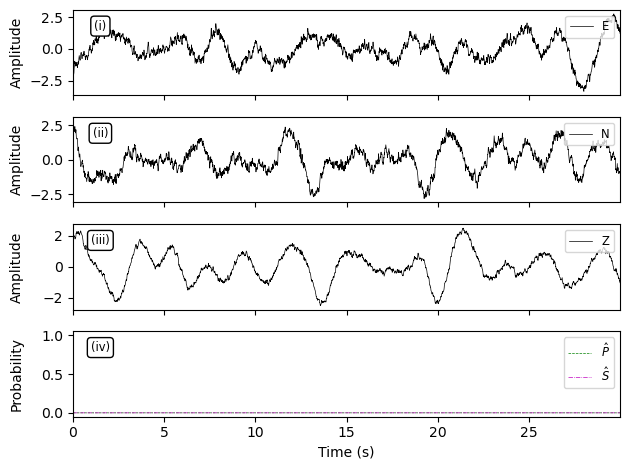 Amplitude
2.5
0.0
−2.5
(i)
E
Amplitude
2.5
0.0
−2.5
(ii)
N
Amplitude
2
0
−2
(iii)
Z
Probability
1.0
0.5
0.0
(iv)
P̂
Ŝ
0 5 10 15 20 25
Time (s)